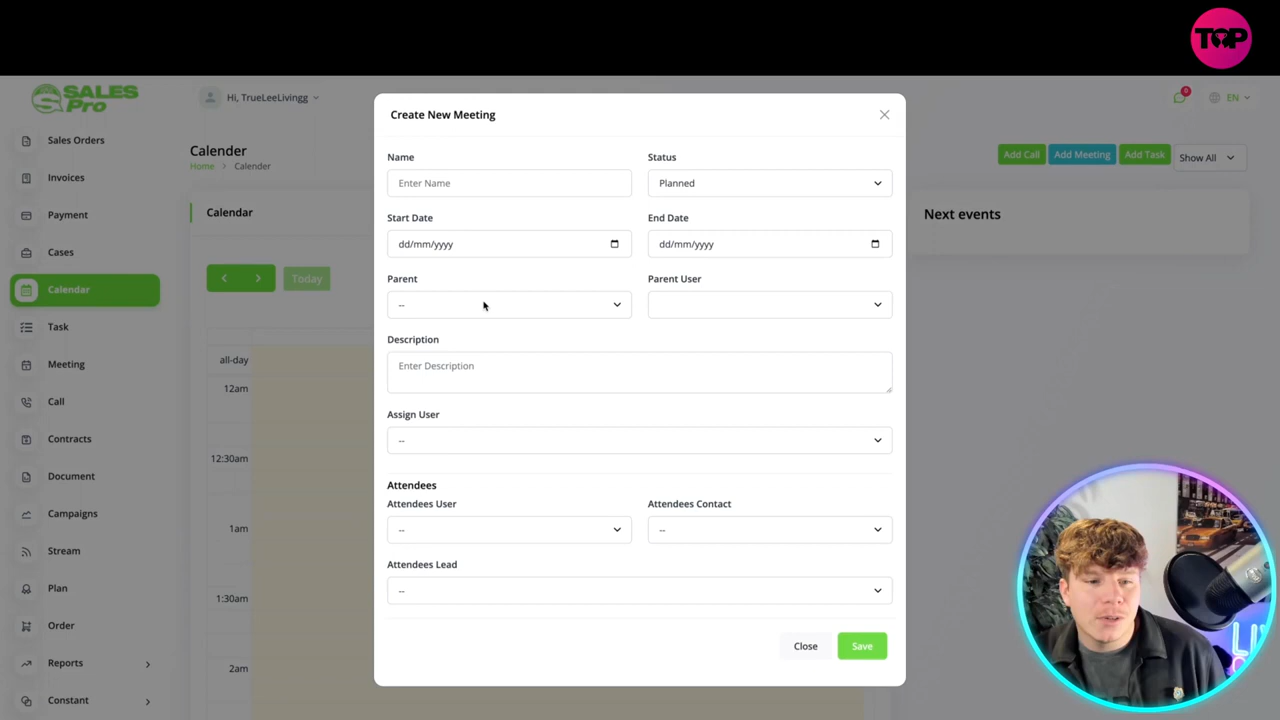 TOP
SALES
Pro
Hi, TrueLeeLivingg
0
EN
Sales Orders
Invoices
Payment
Cases
Calendar
Task
Meeting
Call
Contracts
Document
Campaigns
Stream
Plan
Order
Reports
Constant
Calender
Home > Calender
Add Call
Add Meeting
Add Task
Show All
Calendar
Today
all-day
12am
12:30am
1am
1:30am
2am
Next events
Create New Meeting
Name
Status
Enter Name
Planned
Start Date
End Date
dd/mm/yyyy
dd/mm/yyyy
Parent
Parent User
--
Description
Enter Description
Assign User
--
Attendees
Attendees User
Attendees Contact
--
--
Attendees Lead
--
Close
Save